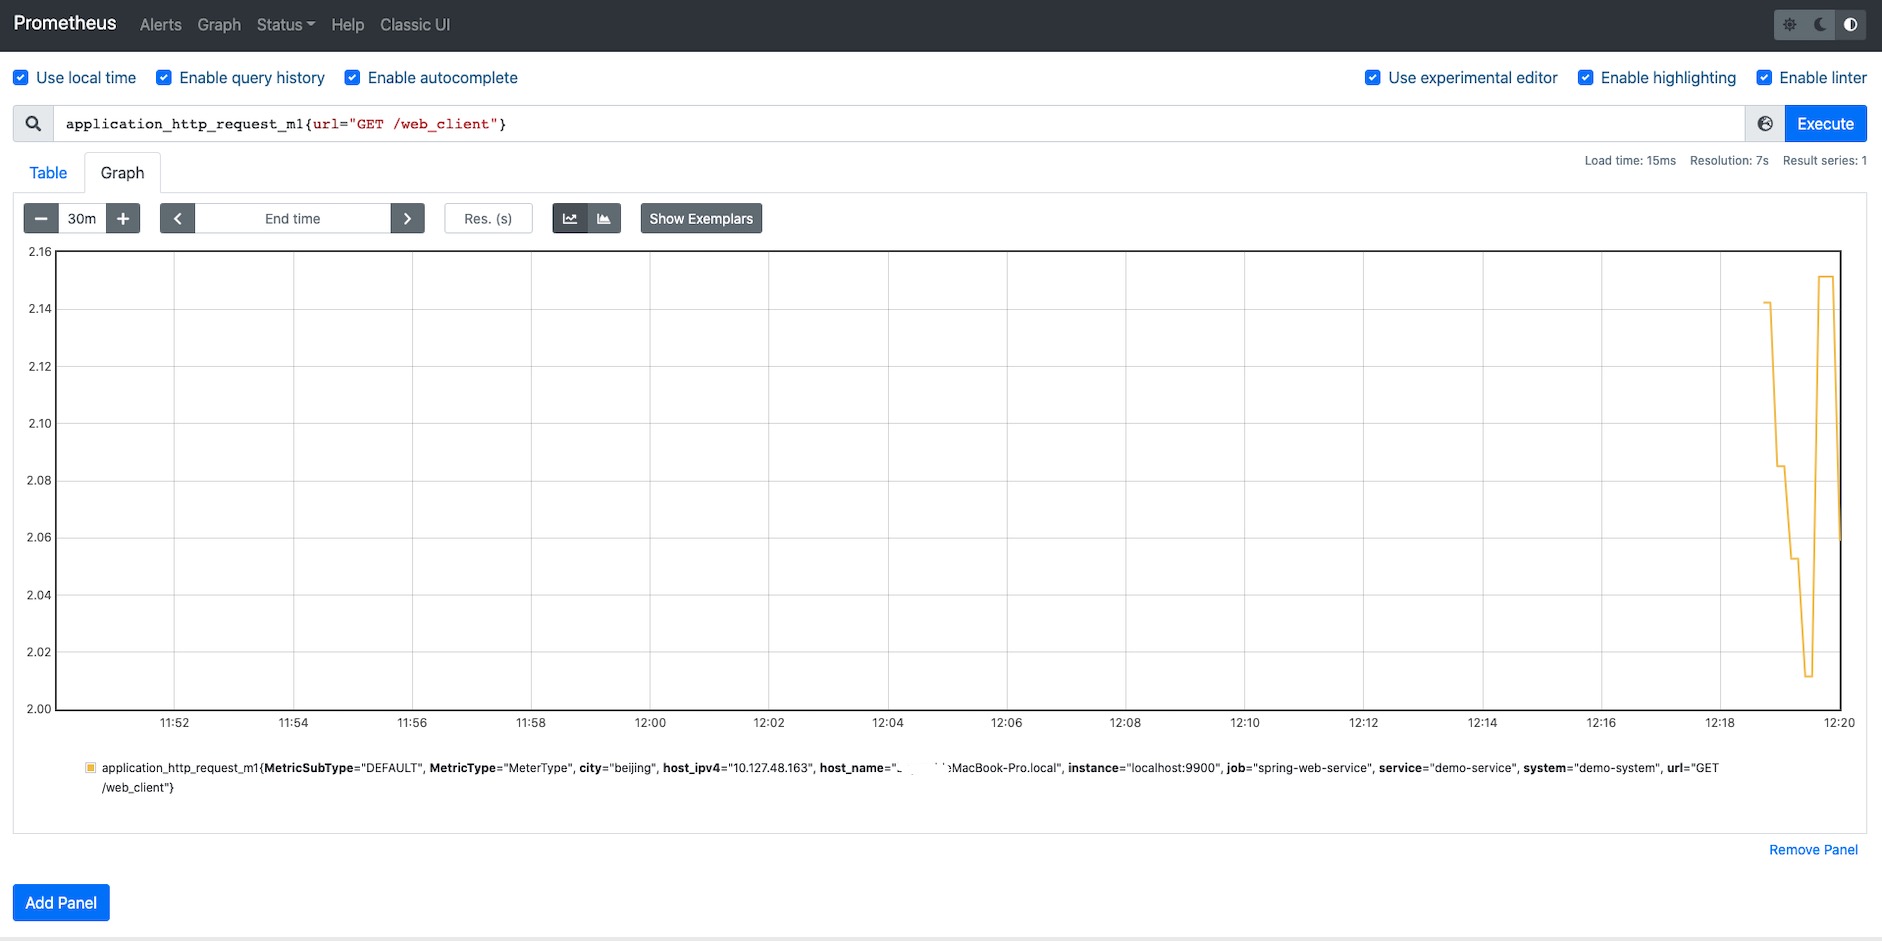 Prometheus Alerts Graph Status Help Classic UI
Use local time Enable query history Enable autocomplete Use experimental editor Enable highlighting Enable linter
application_http_request_m1{url="GET /web_client"} Execute
Table Graph Load time: 15ms Resolution: 7s Result series: 1
30m End time Res. (s) Show Exemplars
2.16
2.14
2.12
2.10
2.08
2.06
2.04
2.02
2.00
11:52 11:54 11:56 11:58 12:00 12:02 12:04 12:06 12:08 12:10 12:12 12:14 12:16 12:18 12:20
application_http_request_m1{MetricSubType="DEFAULT", MetricType="MeterType", city="beijing", host_ipv4="10.127.48.163", host_name=" eMacBook-Pro.local", instance="localhost:9900", job="spring-web-service", service="demo-service", system="demo-system", url="GET
/web_client"}
Remove Panel
Add Panel